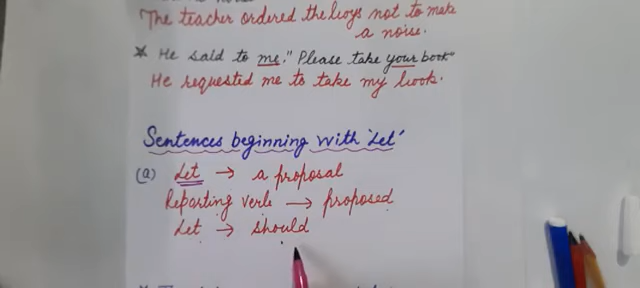 The teacher ordered the boys not to make
a noise.
* He said to me." Please take your book"
He requested me to take my book.
Sentences beginning with 'Let'
(a) Let → a proposal
Reporting verb → proposed
Let → should